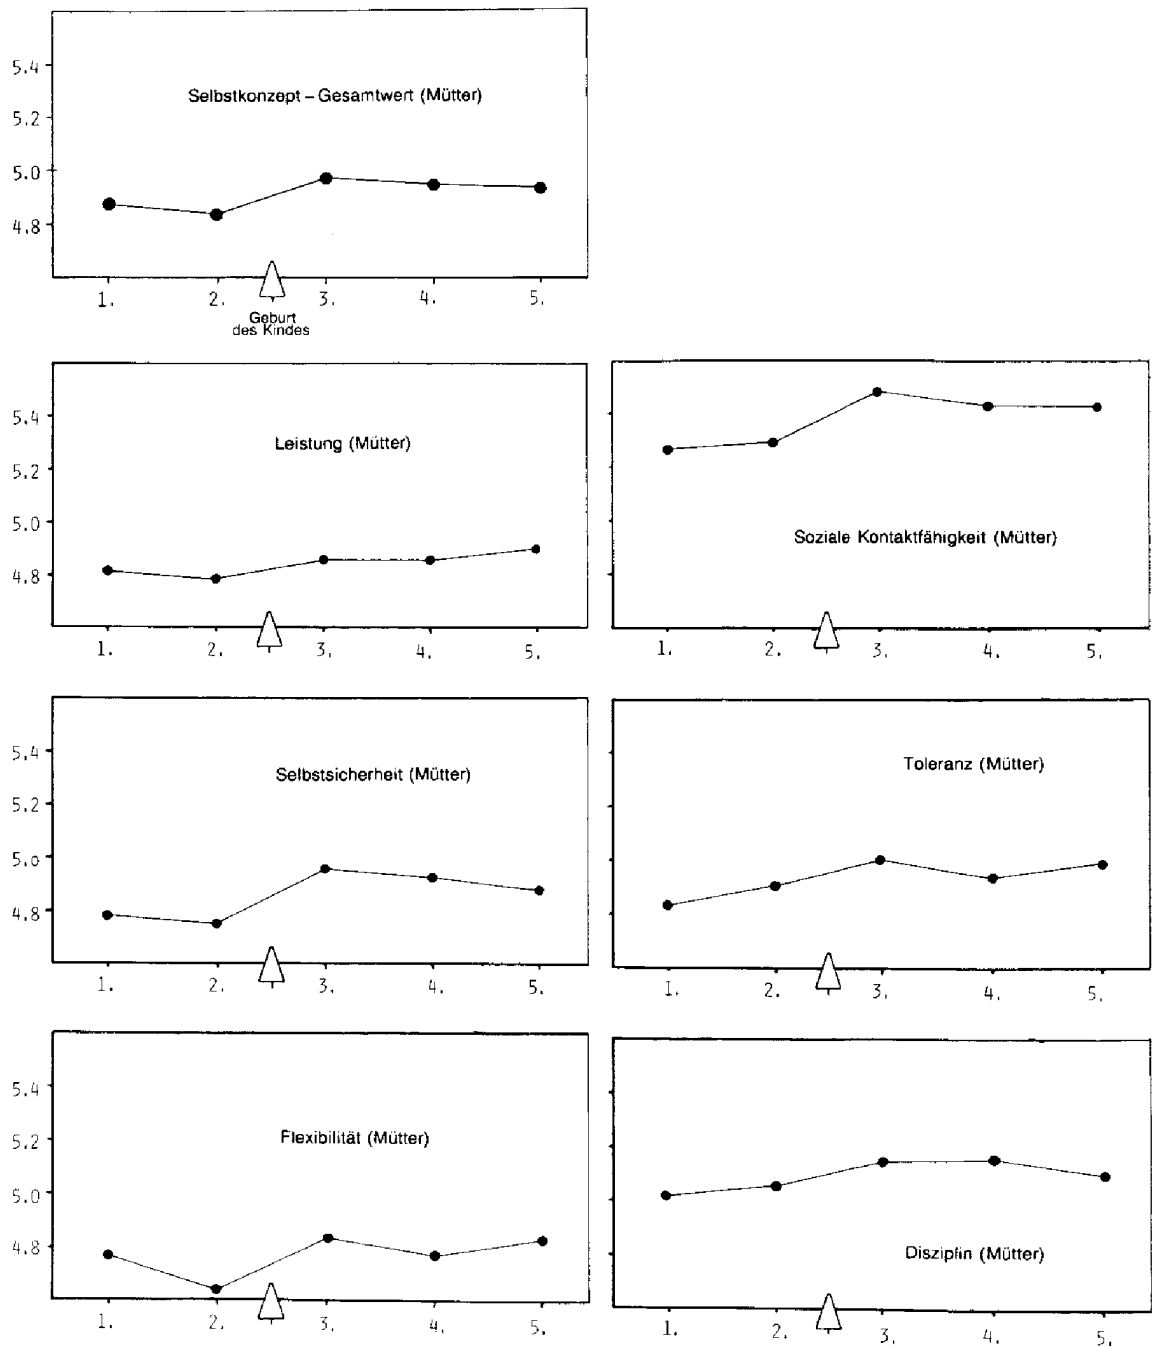 5.4
Selbstkonzept – Gesamtwert (Mütter)
5.2
5.0
4.8
1. 2. 3. 4. 5.
Geburt
des Kindes
5.4
Leistung (Mütter)
5.2
5.0
4.8
1. 2. 3. 4. 5.
Soziale Kontaktfähigkeit (Mütter)
1. 2. 3. 4. 5.
5.4
Selbstsicherheit (Mütter)
5.2
5.0
4.8
1. 2. 3. 4. 5.
Toleranz (Mütter)
1. 2. 3. 4. 5.
5.4
5.2
Flexibilität (Mütter)
5.0
4.8
1. 2. 3. 4. 5.
Disziplin (Mütter)
1. 2. 3. 4. 5.